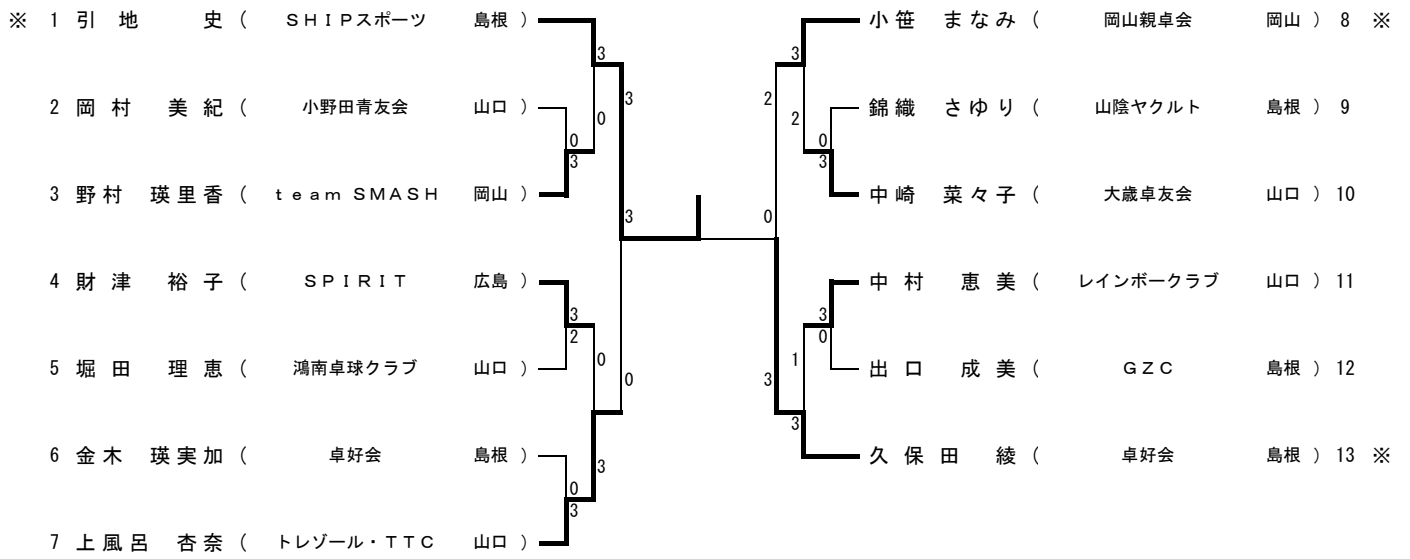 ※ 1 引地 史 ( SHIPスポーツ 島根 )
2 岡村 美紀 ( 小野田青友会 山口 )
3 野村 瑛里香 ( team SMASH 岡山 )
4 財津 裕子 ( SPIRIT 広島 )
5 堀田 理恵 ( 鴻南卓球クラブ 山口 )
6 金木 瑛実加 ( 卓好会 島根 )
7 上風呂 杏奈 ( トレゾール・TTC 山口 )
3
3
0
0
3
3
3
2
0
0
3
0
3
小笹 まなみ ( 岡山親卓会 岡山 ) 8 ※
錦織 さゆり ( 山陰ヤクルト 島根 ) 9
中崎 菜々子 ( 大歳卓友会 山口 ) 10
中村 恵美 ( レインボークラブ 山口 ) 11
出口 成美 ( GZC 島根 ) 12
久保田 綾 ( 卓好会 島根 ) 13 ※
3
2
2
0
3
0
3
0
1
3
3